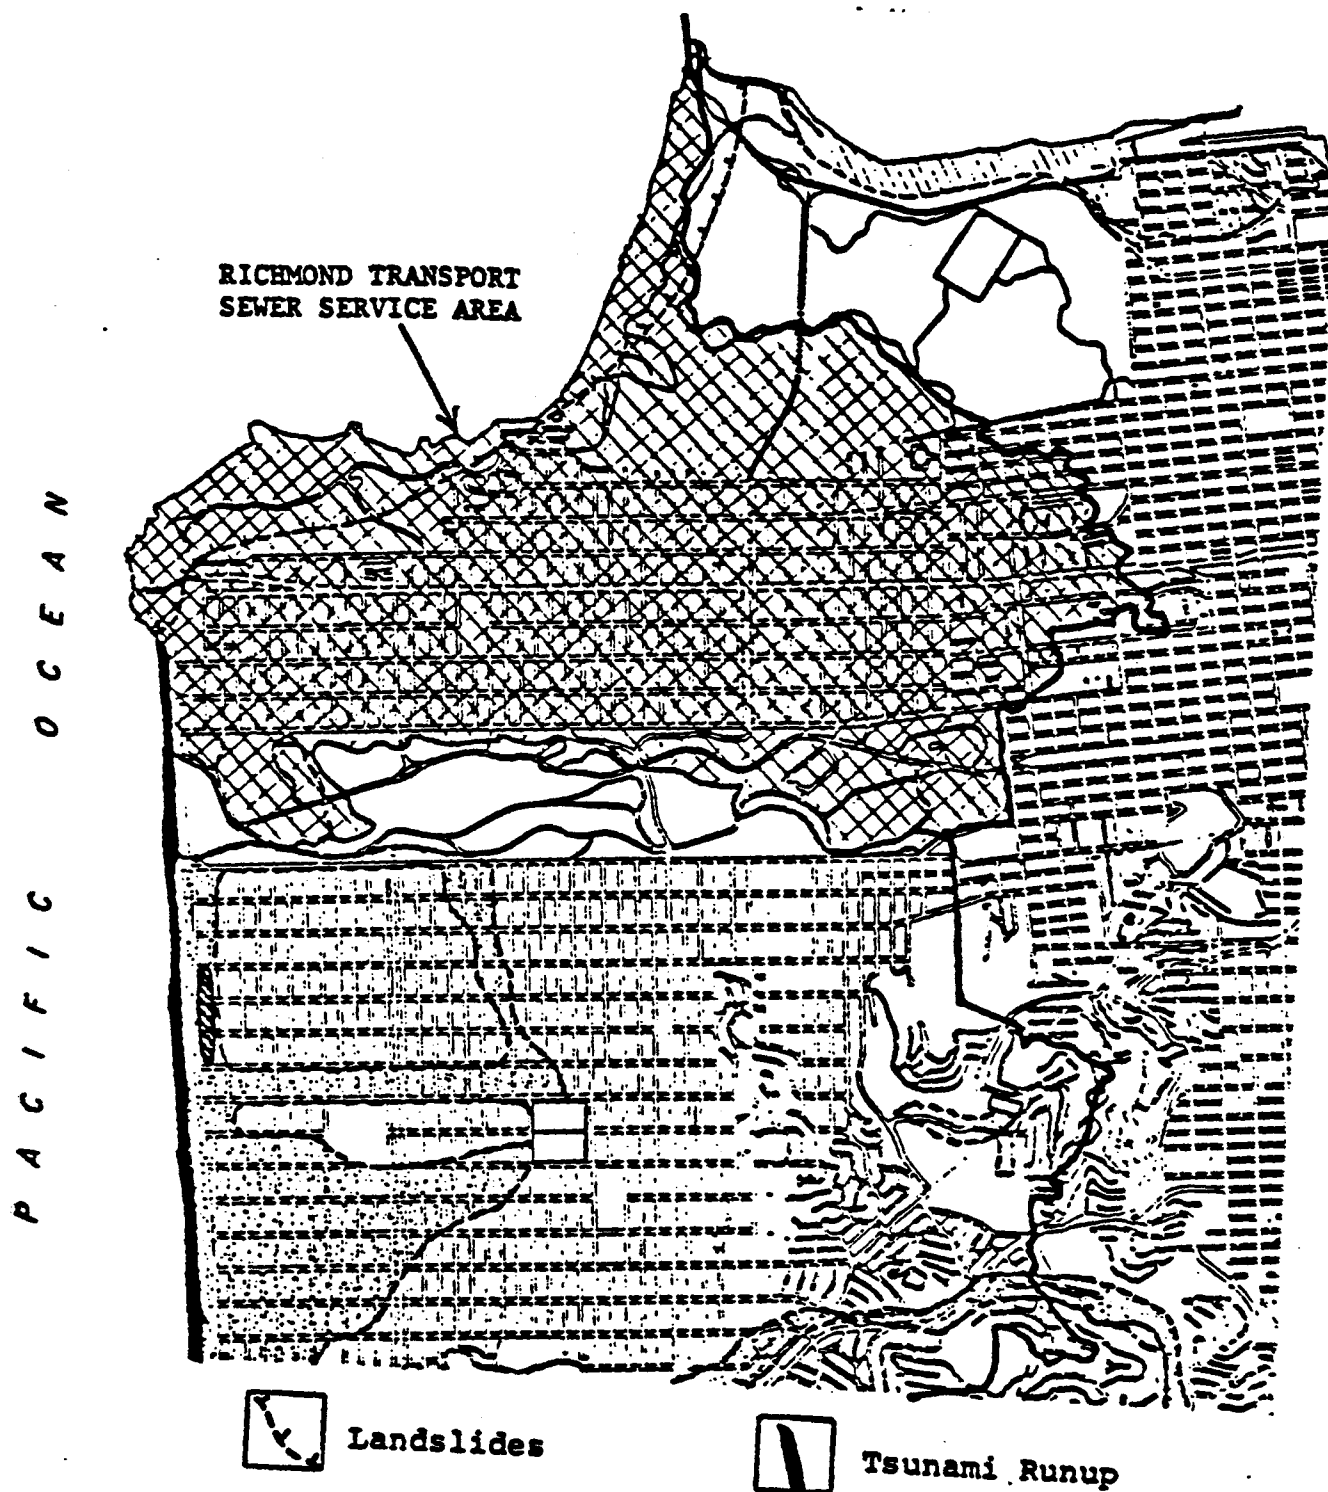 RICHMOND TRANSPORT
SEWER SERVICE AREA
PACIFIC OCEAN
Landslides
Tsunami Runup